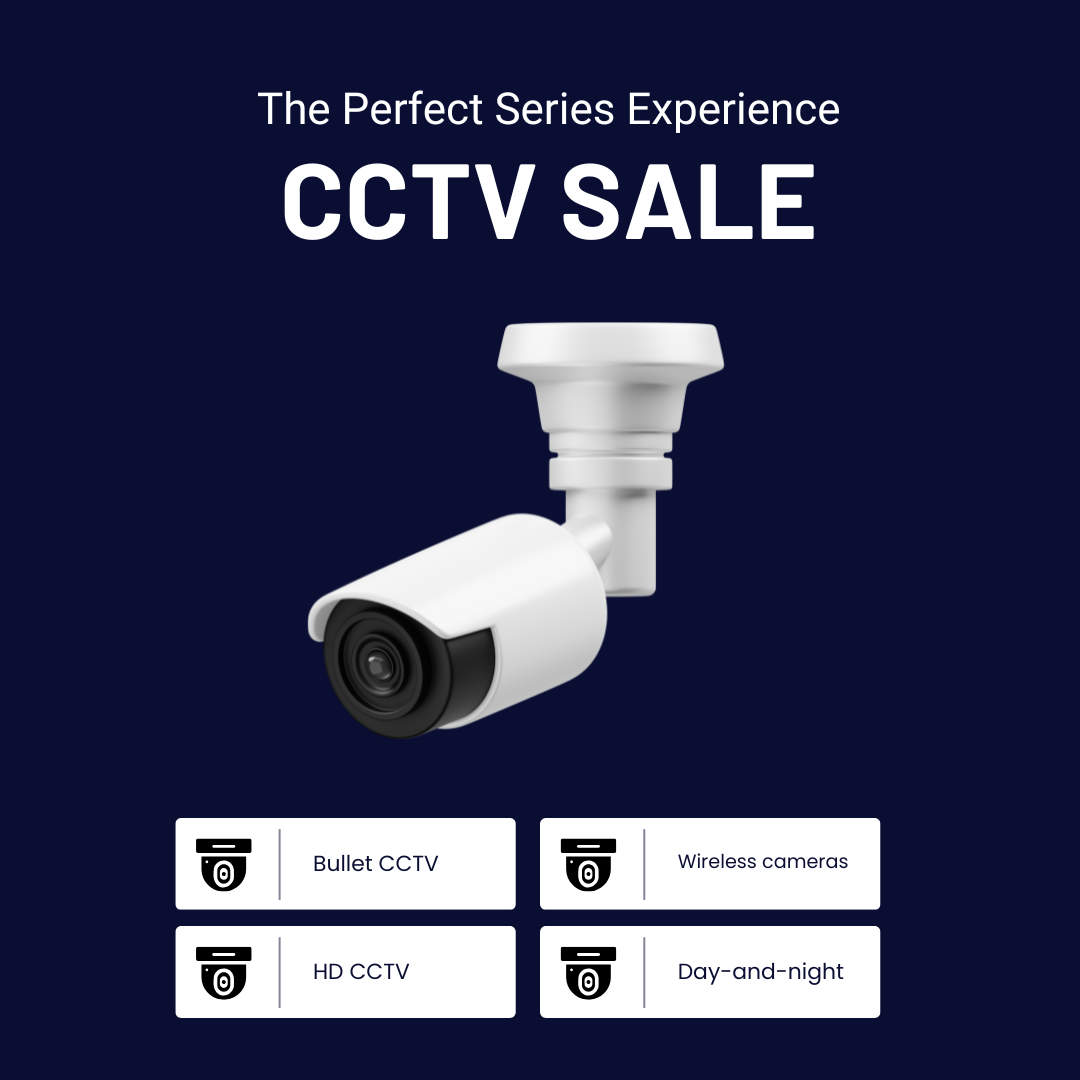 The Perfect Series Experience
CCTV SALE
Bullet CCTV
Wireless cameras
HD CCTV
Day-and-night